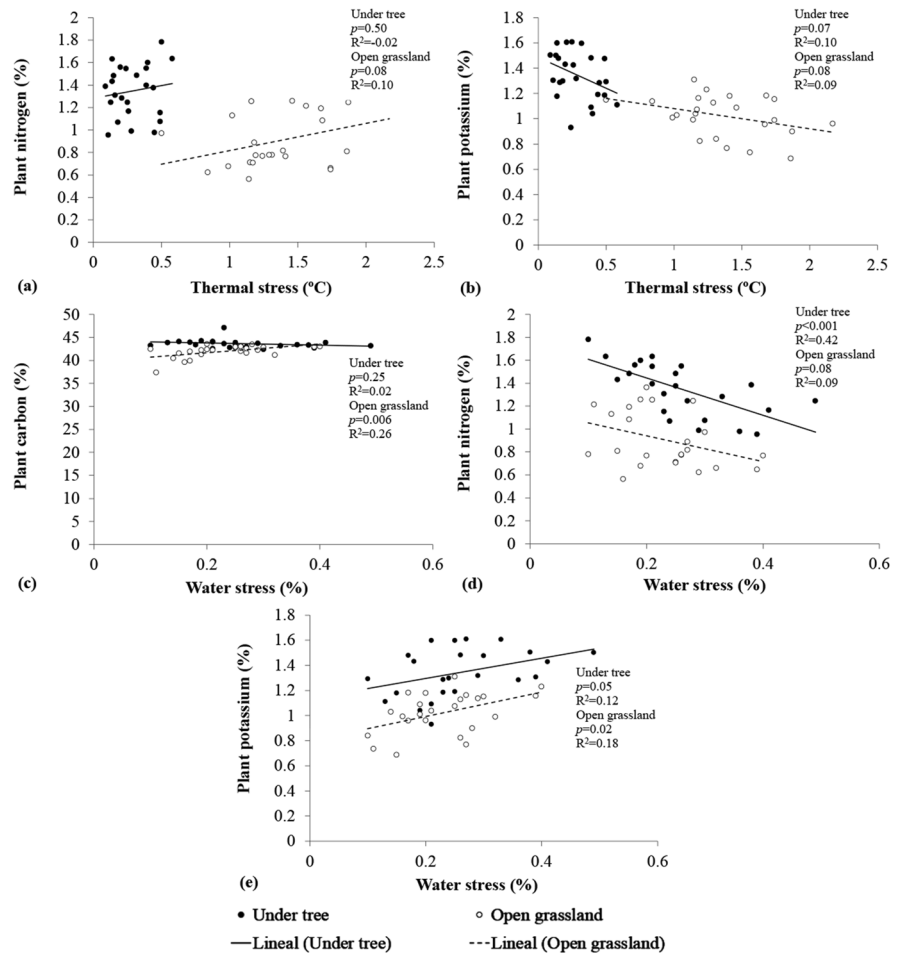 Under tree
p=0.50
R²=-0.02
Open grassland
p=0.08
R²=0.10
Plant nitrogen (%)
2
1.8
1.6
1.4
1.2
1
0.8
0.6
0.4
0.2
0
0 0.5 1 1.5 2 2.5
(a) Thermal stress (ºC)
Under tree
p=0.07
R²=0.10
Open grassland
p=0.08
R²=0.09
Plant potassium (%)
1.8
1.6
1.4
1.2
1
0.8
0.6
0.4
0.2
0
0 0.5 1 1.5 2 2.5
(b) Thermal stress (ºC)
Plant carbon (%)
50
45
40
35
30
25
20
15
10
5
0
Under tree
p=0.25
R²=0.02
Open grassland
p=0.006
R²=0.26
0 0.2 0.4 0.6
(c) Water stress (%)
Under tree
p<0.001
R²=0.42
Open grassland
p=0.08
R²=0.09
Plant nitrogen (%)
2
1.8
1.6
1.4
1.2
1
0.8
0.6
0.4
0.2
0
0 0.2 0.4 0.6
(d) Water stress (%)
Plant potassium (%)
1.8
1.6
1.4
1.2
1
0.8
0.6
0.4
0.2
0
Under tree
p=0.05
R²=0.12
Open grassland
p=0.02
R²=0.18
0 0.2 0.4 0.6
(e) Water stress (%)
Under tree Open grassland
Lineal (Under tree) Lineal (Open grassland)